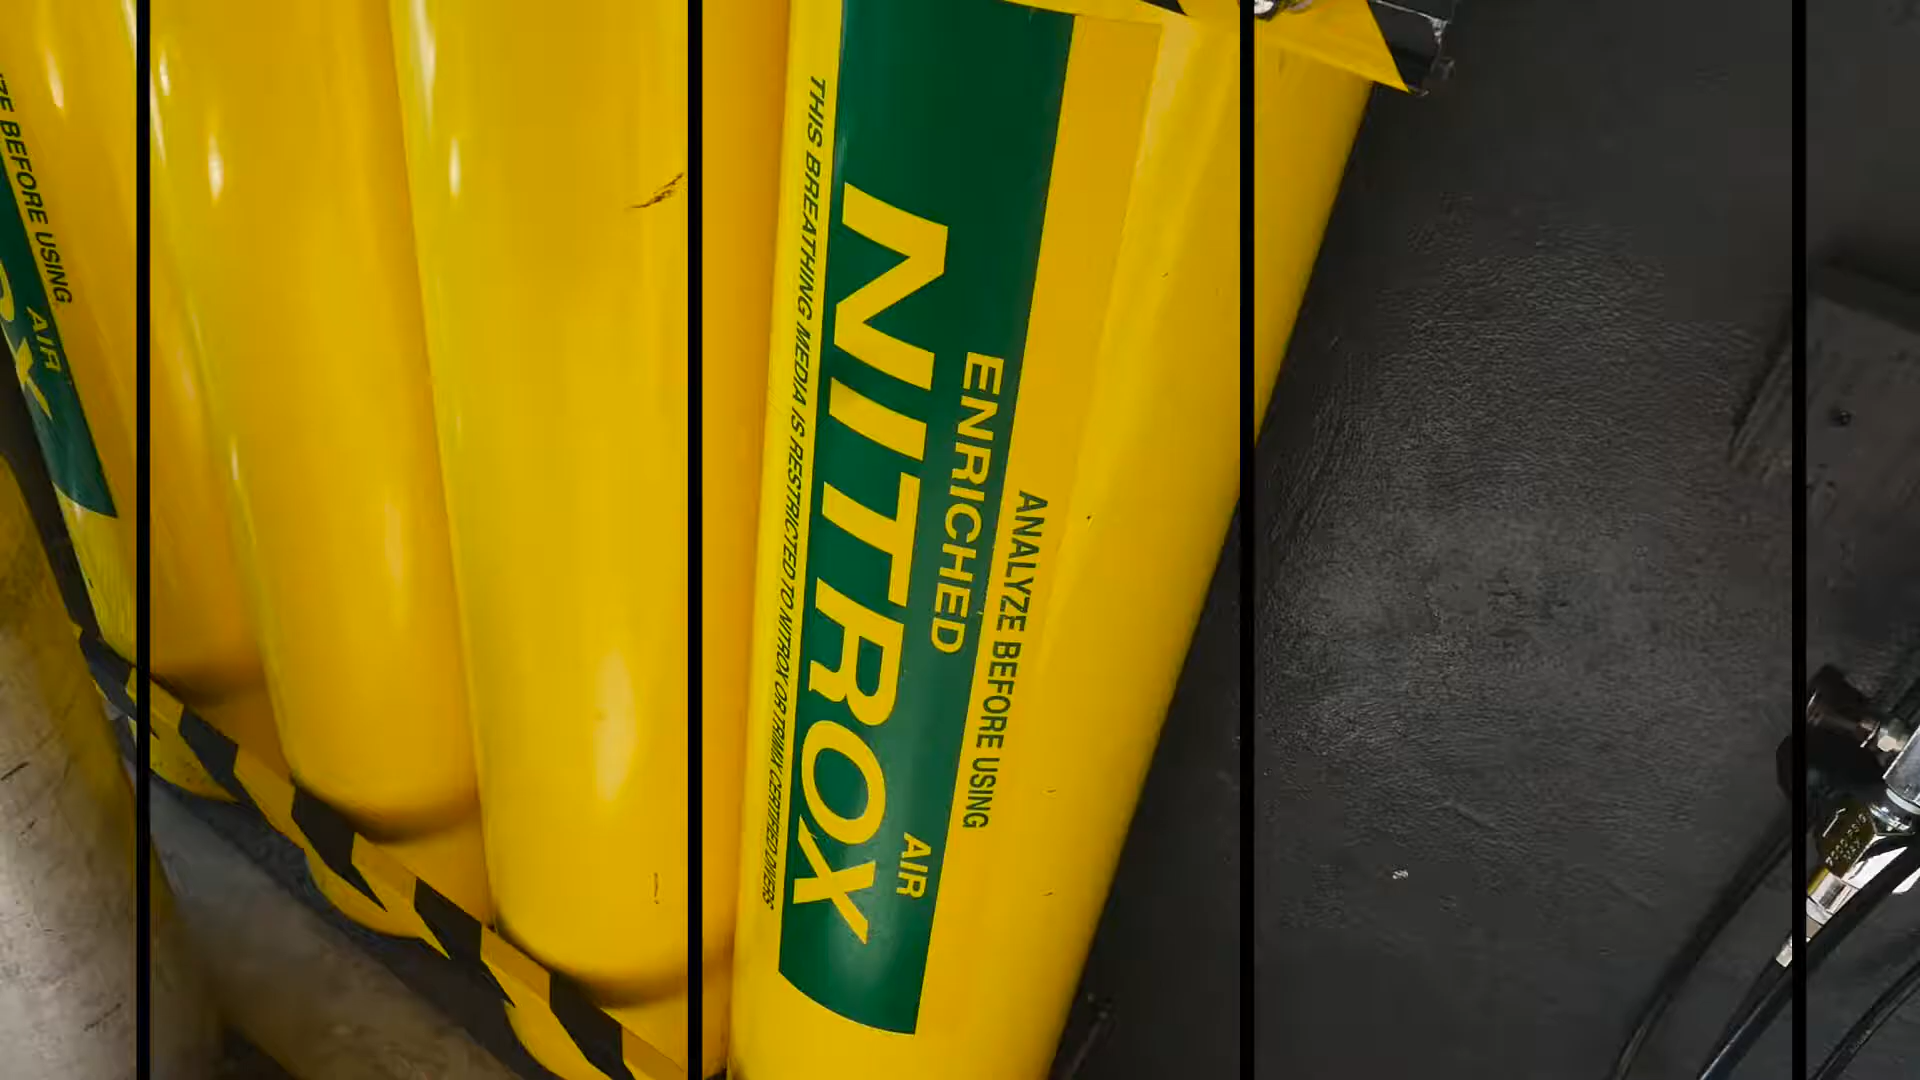 ZE BEFORE USING
AIR
X
ANALYZE BEFORE USING
ENRICHED
AIR
NITROX
THIS BREATHING MEDIA IS RESTRICTED TO NITROX OR TRIMIX CERTIFIED DIVERS